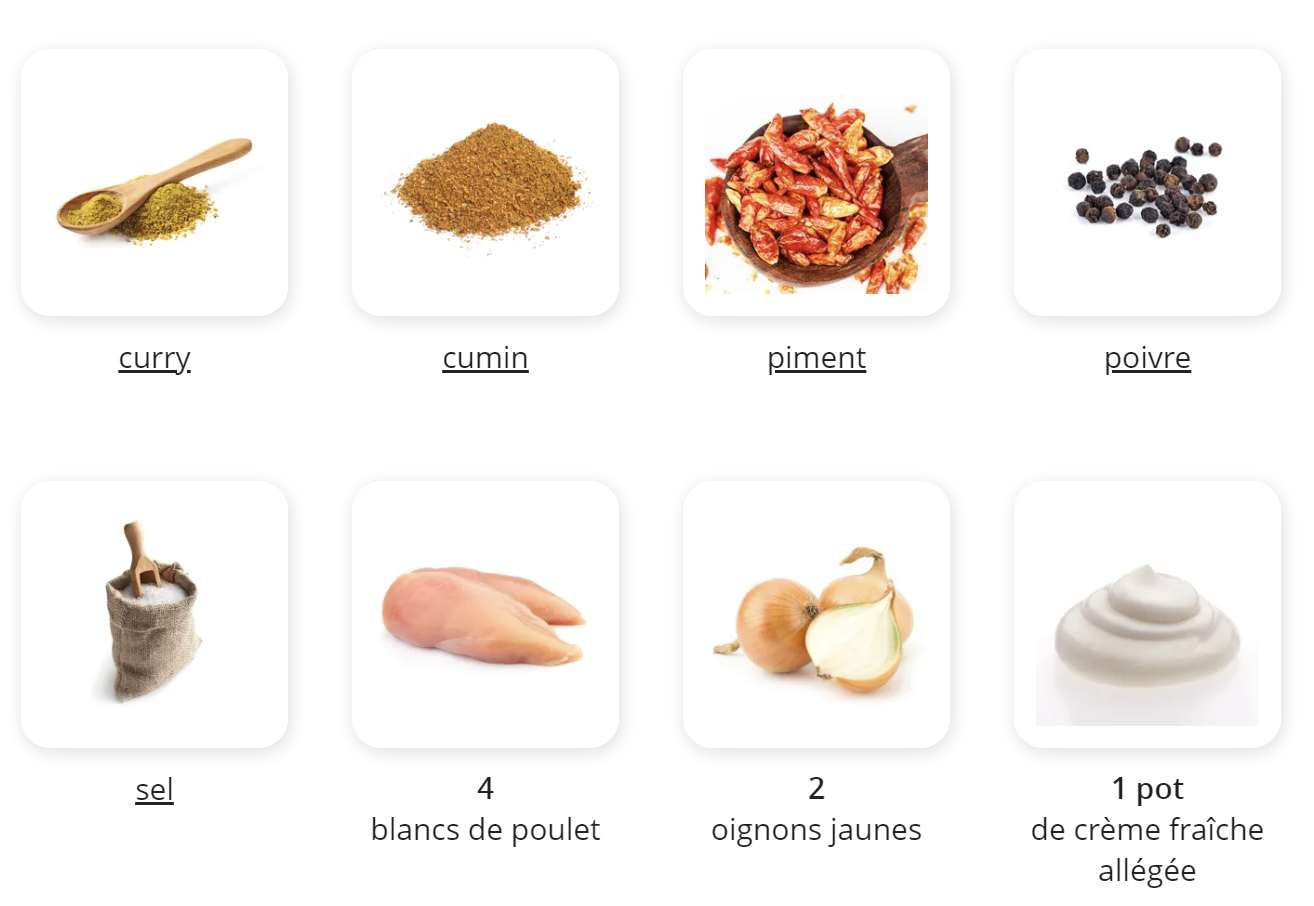 curry
cumin
piment
poivre
sel
4
blancs de poulet
2
oignons jaunes
1 pot
de crème fraîche
allégée